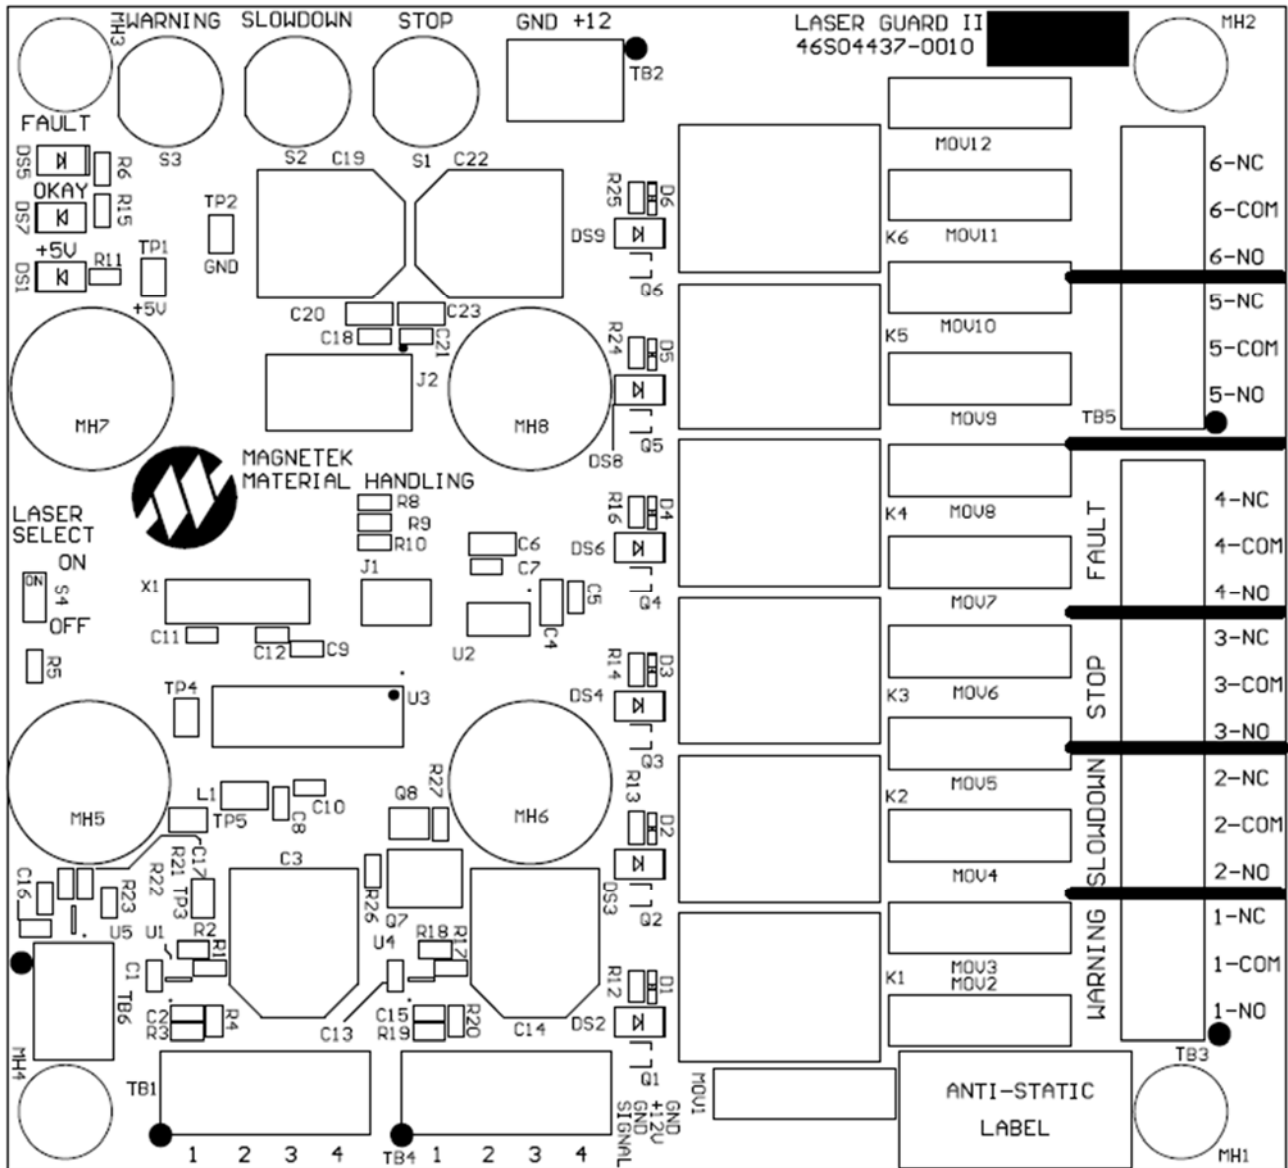 WARNING SLOWDOWN STOP GND +12 LASER GUARD II
46S04437-0010
MH3 MH2
TB2
FAULT
MOV12
S3 S2 C19 S1 C22
DS5 R6 6-NC
OKAY
DS7 R15 TP2 R25 D6 6-COM
DS9 K6 MOV11
+5V TP1 GND 6-NO
DS1 R11 Q6
+5V C20 C23 5-NC
C18 C21 K5 MOV10
R24 D5 5-COM
J2
5-NO
MH7 MH8 Q5 MOV9 TB5
DS8
MAGNETEK
MATERIAL HANDLING
R8 4-NC
LASER R9 R16 D4 K4 MOV8
SELECT R10 C6 DS6 4-COM
ON J1 C7 FAULT
ON X1 S4 C5 Q4 MOV7 4-NO
OFF
C11 C12 C9 U2 C4 3-NC
R5 R14 D3
TP4 U3 DS4 K3 MOV6 STOP 3-COM
3-NO
Q3
L1 C10 Q8 R27 R13 MOV5 2-NC
MH5 TP5 C8 MH6 D2 K2 SLOWDOWN 2-COM
C17 C3
R21 2-NO
C16 R22 TP3 R26 DS3 MOV4
R23 Q7 Q2 1-NC
U5 U1 R2 U4 R18
R1 R17 MOV3 1-COM
C1 R12 D1 K1 MOV2 WARNING
TB6 C2 R4 C15 R20 DS2 1-NO
R3 C13 R19 C14
TB3
MH4 Q1
TB1 MOV1 ANTI-STATIC
GND
+12V
GND
SIGNAL
LABEL
1 2 3 4 TB4 1 2 3 4 MH1